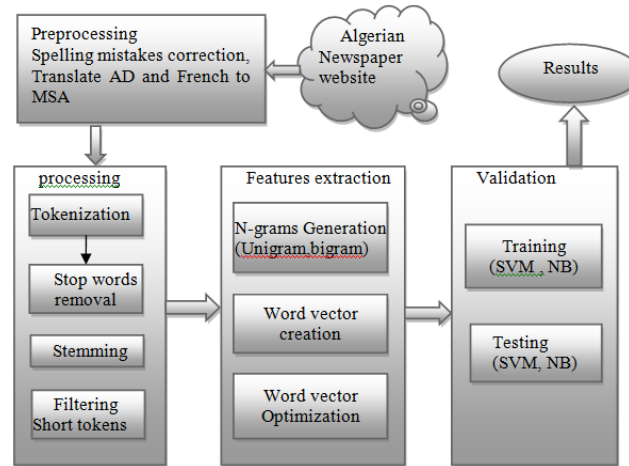 Preprocessing
Spelling mistakes correction,
Translate AD and French to
MSA
Algerian
Newspaper
website
Results
processing
Tokenization
Stop words
removal
Stemming
Filtering
Short tokens
Features extraction
N-grams Generation
(Unigram,bigram)
Word vector
creation
Word vector
Optimization
Validation
Training
(SVM , NB)
Testing
(SVM, NB)